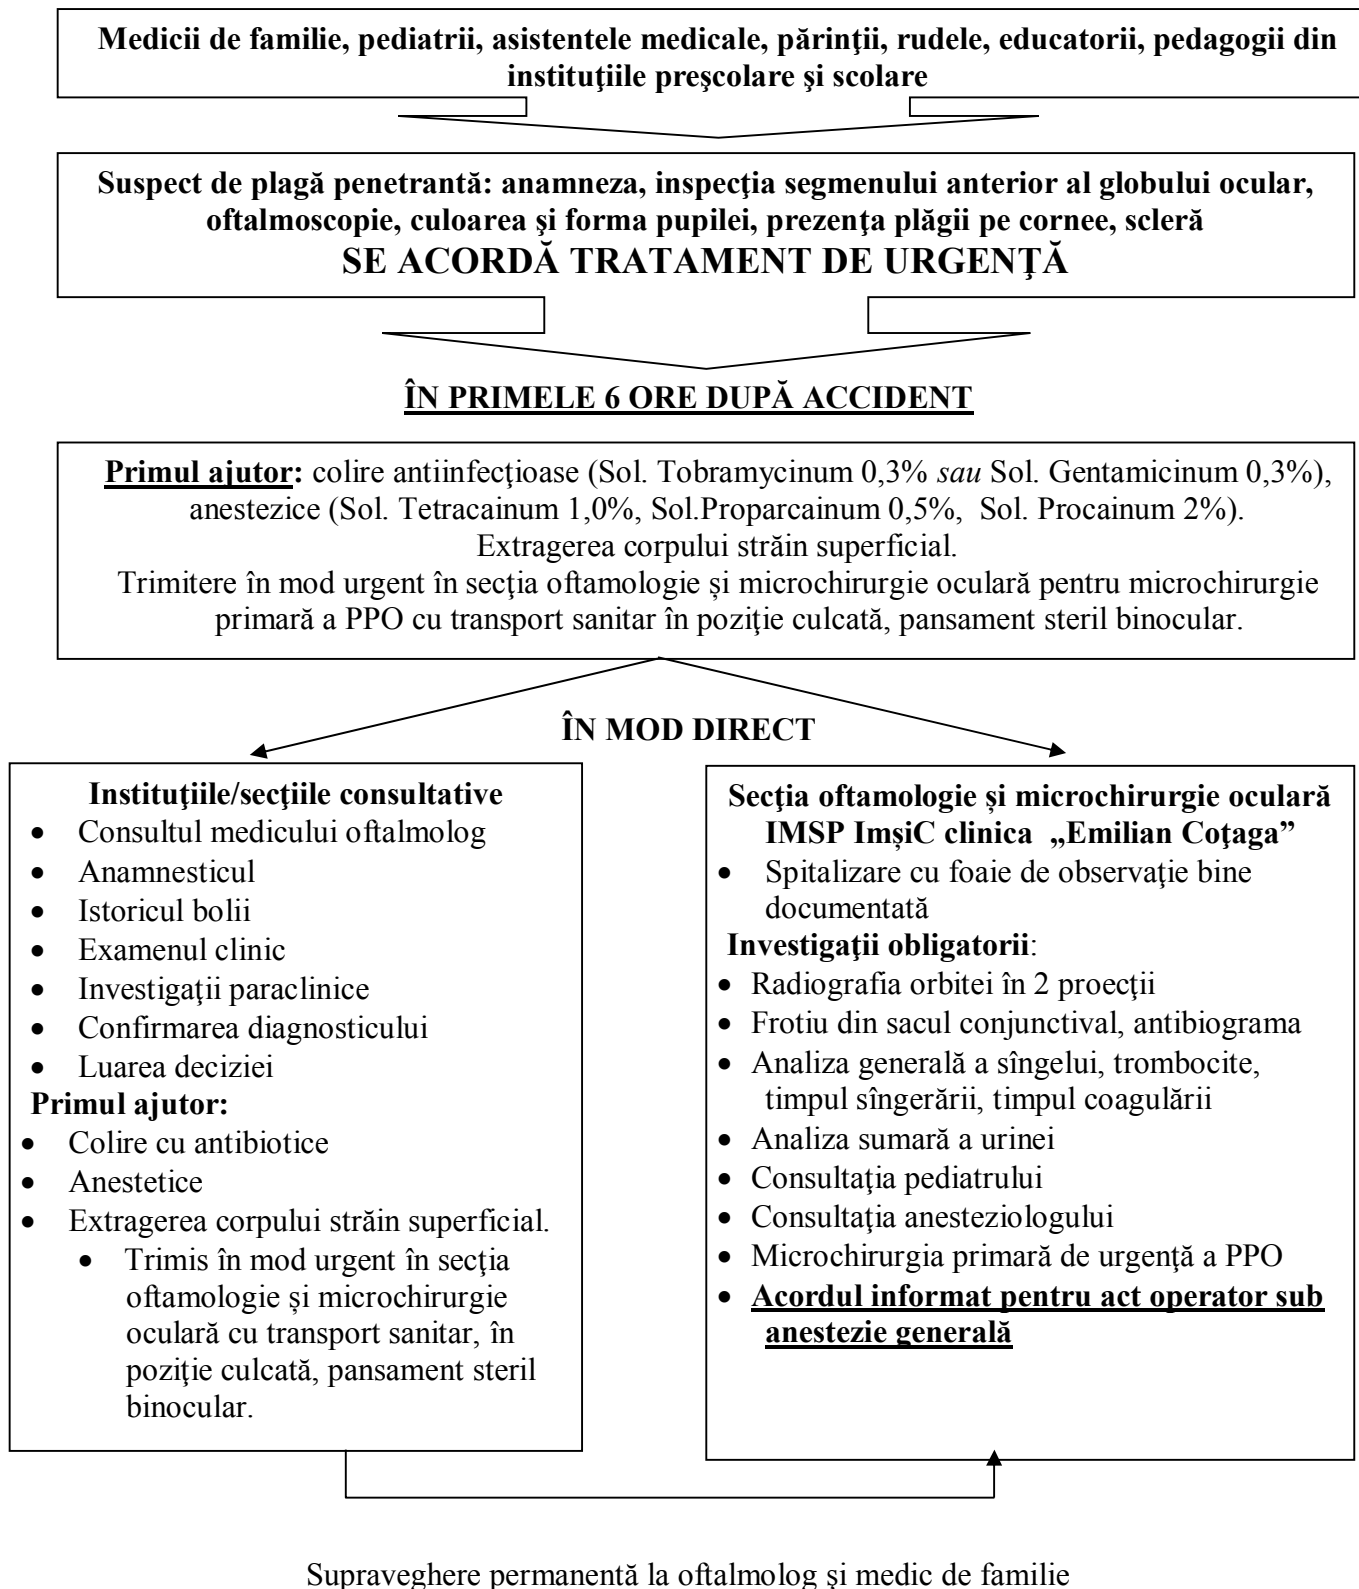 Medicii de familie, pediatrii, asistentele medicale, părinţii, rudele, educatorii, pedagogii din
instituţiile preşcolare şi scolare
Suspect de plagă penetrantă: anamneza, inspecţia segmenului anterior al globului ocular,
oftalmoscopie, culoarea şi forma pupilei, prezenţa plăgii pe cornee, scleră
SE ACORDĂ TRATAMENT DE URGENŢĂ
ÎN PRIMELE 6 ORE DUPĂ ACCIDENT
Primul ajutor: colire antiinfecţioase (Sol. Tobramycinum 0,3% sau Sol. Gentamicinum 0,3%),
anestezice (Sol. Tetracainum 1,0%, Sol.Proparcainum 0,5%, Sol. Procainum 2%).
Extragerea corpului străin superficial.
Trimitere în mod urgent în secţia oftamologie și microchirurgie oculară pentru microchirurgie
primară a PPO cu transport sanitar în poziţie culcată, pansament steril binocular.
ÎN MOD DIRECT
Instituţiile/secţiile consultative
• Consultul medicului oftalmolog
• Anamnesticul
• Istoricul bolii
• Examenul clinic
• Investigaţii paraclinice
• Confirmarea diagnosticului
• Luarea deciziei
Primul ajutor:
• Colire cu antibiotice
• Anestetice
• Extragerea corpului străin superficial.
• Trimis în mod urgent în secţia
oftamologie și microchirurgie
oculară cu transport sanitar, în
poziţie culcată, pansament steril
binocular.
Secţia oftamologie și microchirurgie oculară
IMSP ImșiC clinica „Emilian Coţaga”
• Spitalizare cu foaie de observaţie bine
documentată
Investigaţii obligatorii:
• Radiografia orbitei în 2 proecţii
• Frotiu din sacul conjunctival, antibiograma
• Analiza generală a sîngelui, trombocite,
timpul sîngerării, timpul coagulării
• Analiza sumară a urinei
• Consultaţia pediatrului
• Consultaţia anesteziologului
• Microchirurgia primară de urgenţă a PPO
• Acordul informat pentru act operator sub
anestezie generală
Supraveghere permanentă la oftalmolog şi medic de familie